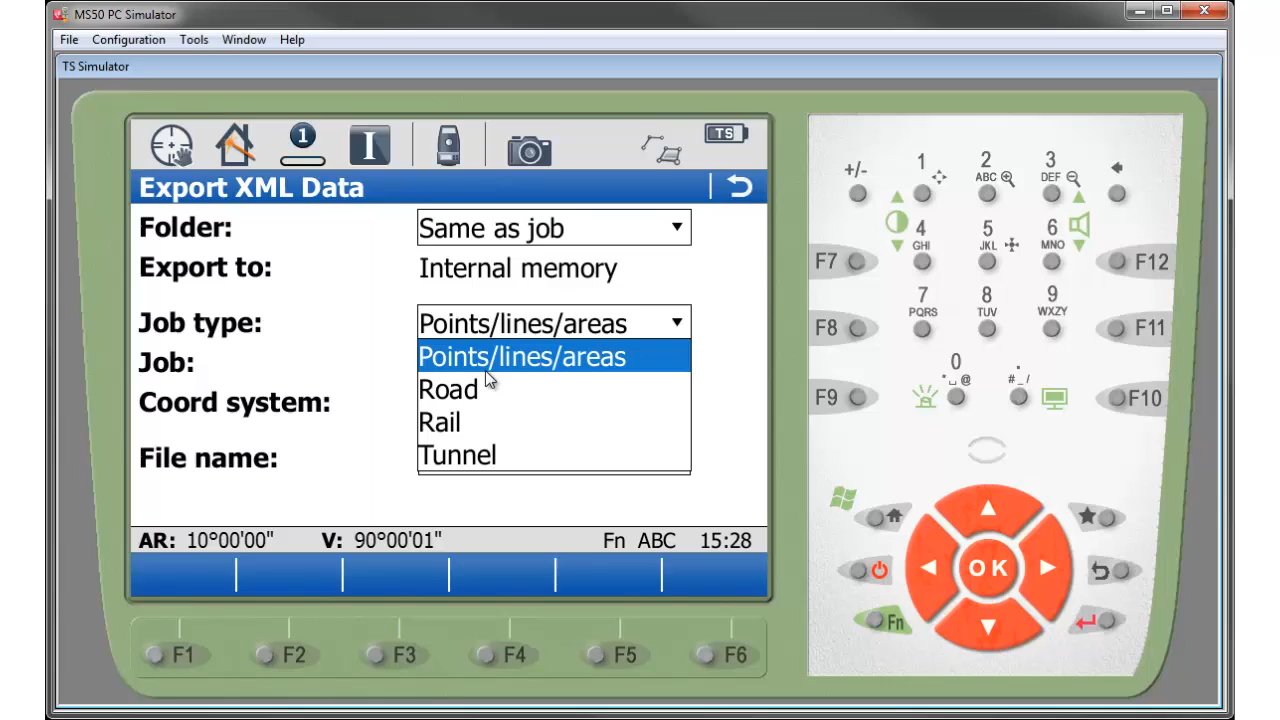 MS50 PC Simulator
File Configuration Tools Window Help
TS Simulator
1 I TS
Export XML Data
Folder: Same as job
Export to: Internal memory
Job type: Points/lines/areas
Points/lines/areas
Job:
Road
Coord system:
Rail
File name: Tunnel
AR: 10°00'00" V: 90°00'01" Fn ABC 15:28
F1 F2 F3 F4 F5 F6
+/- 1 2 ABC 3 DEF
F7 4 GHI 5 JKL 6 MNO F12
F8 7 PQRS 8 TUV 9 WXZY F11
F9 0 *␣@ . #_/ F10
OK
Fn